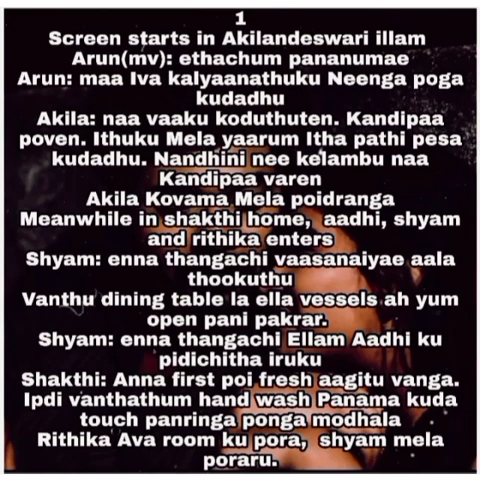 1
Screen starts in Akilandeswari illam
Arun(mv): ethachum pananumae
Arun: maa Iva kalyaanathuku Neenga poga
kudadhu
Akila: naa vaaku koduthuten. Kandipaa
poven. Ithuku Mela yaarum Itha pathi pesa
kudadhu. Nandhini nee kelambu naa
Kandipaa varen
Akila Kovama Mela poidranga
Meanwhile in shakthi home, aadhi, shyam
and rithika enters
Shyam: enna thangachi vaasanaiyae aala
thookuthu
Vanthu dining table la ella vessels ah yum
open pani pakrar.
Shyam: enna thangachi Ellam Aadhi ku
pidichitha iruku
Shakthi: Anna first poi fresh aagitu vanga.
Ipdi vanthathum hand wash Panama kuda
touch panringa ponga modhala
Rithika Ava room ku pora, shyam mela
poraru.